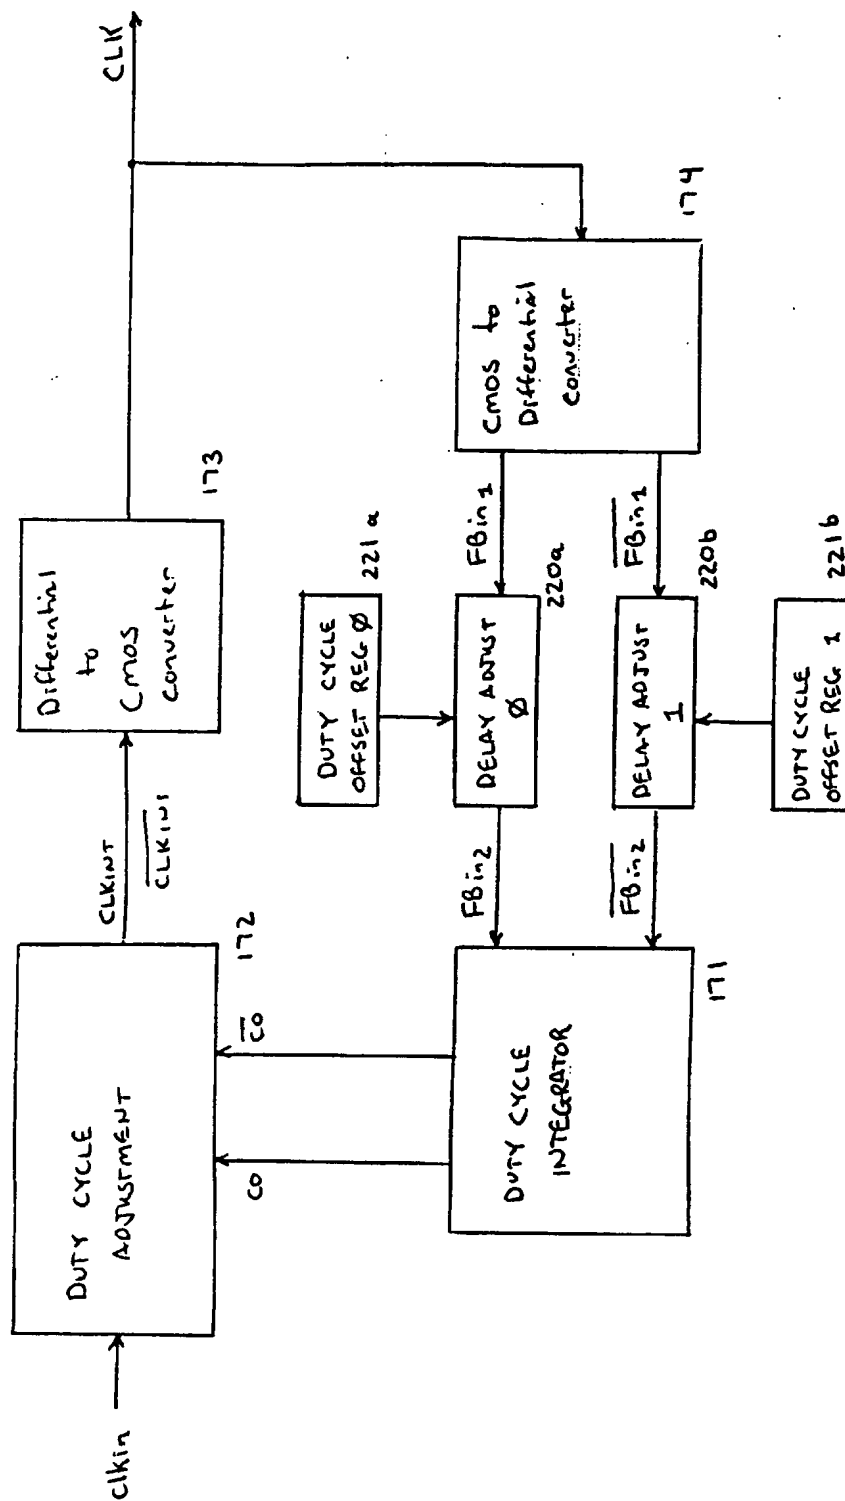 CLK
clkin
DUTY CYCLE
ADJUSTMENT
172
CLKINT
CLKINT
Differential
to
Cmos
converter
173
CO
CO
DUTY CYCLE
INTEGRATOR
171
FBin2
FBin2
DUTY CYCLE
OFFSET REG Ø
221a
DELAY ADJUST
Ø
220a
DELAY ADJUST
1
220b
DUTY CYCLE
OFFSET REG 1
221b
FBin1
FBin1
Cmos to
Differential
converter
174